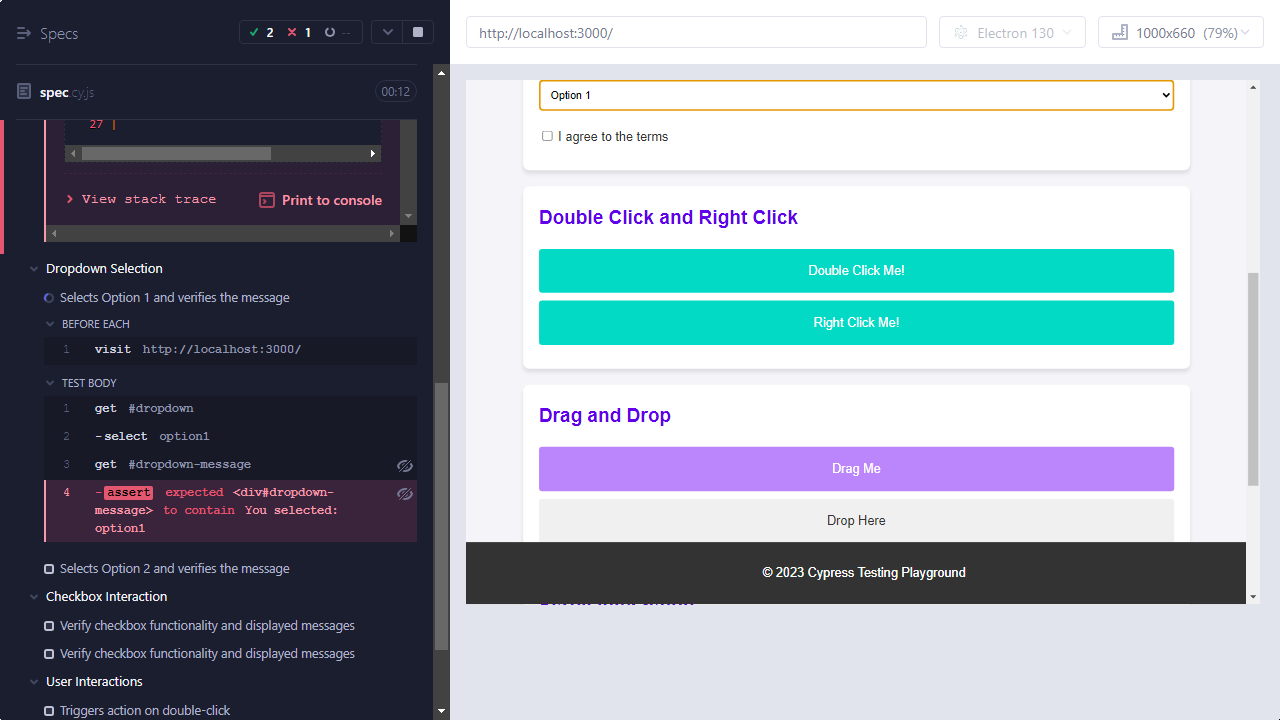 Specs
2
1
--
spec.cy.js
00:12
27 |
View stack trace
Print to console
Dropdown Selection
Selects Option 1 and verifies the message
BEFORE EACH
1 visit http://localhost:3000/
TEST BODY
1 get #dropdown
2 -select option1
3 get #dropdown-message
4 -assert expected <div#dropdown-
message> to contain You selected:
option1
Selects Option 2 and verifies the message
Checkbox Interaction
Verify checkbox functionality and displayed messages
Verify checkbox functionality and displayed messages
User Interactions
Triggers action on double-click
http://localhost:3000/
Electron 130
1000x660 (79%)
Option 1
I agree to the terms
Double Click and Right Click
Double Click Me!
Right Click Me!
Drag and Drop
Drag Me
Drop Here
© 2023 Cypress Testing Playground